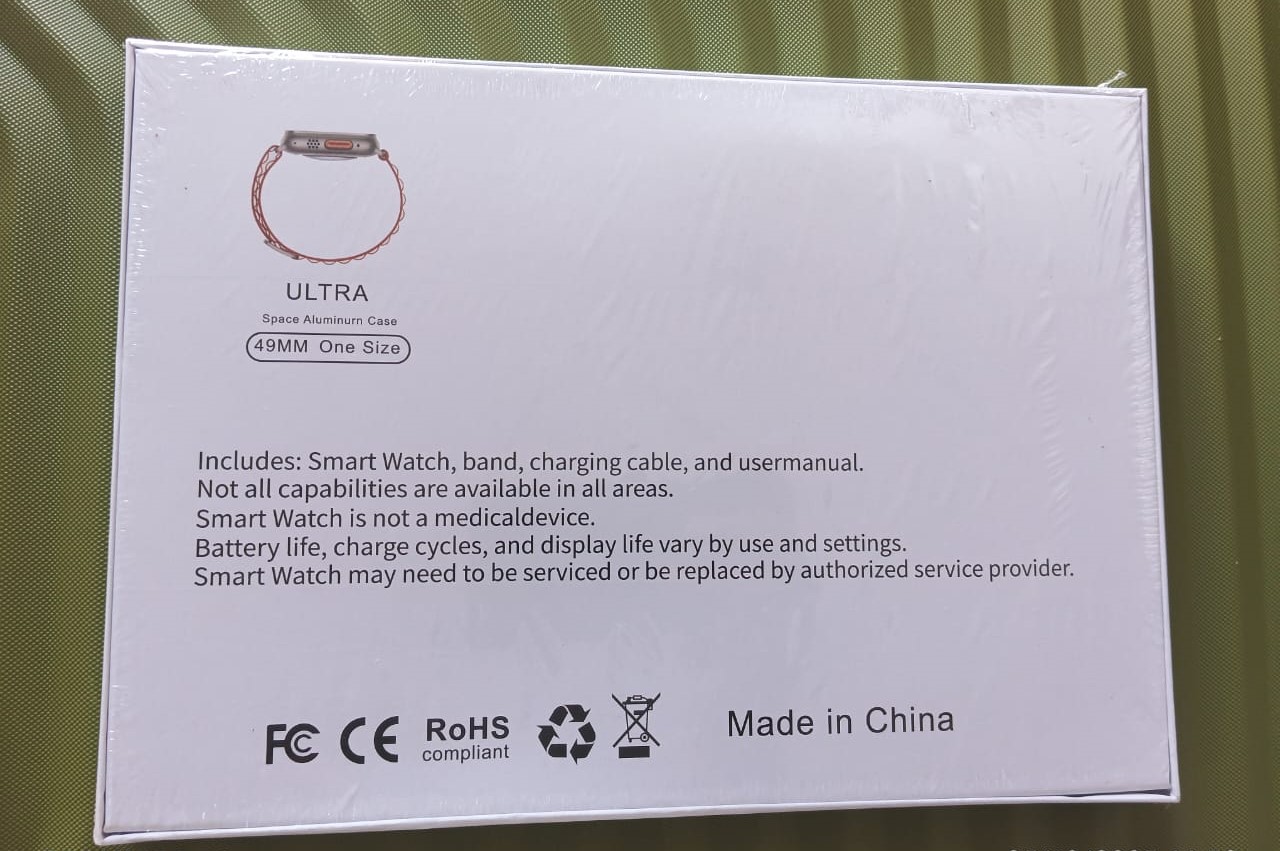 ULTRA
Space Aluminurn Case
49MM One Size
Includes: Smart Watch, band, charging cable, and usermanual.
Not all capabilities are available in all areas.
Smart Watch is not a medicaldevice.
Battery life, charge cycles, and display life vary by use and settings.
Smart Watch may need to be serviced or be replaced by authorized service provider.
FC CE RoHS
compliant
Made in China